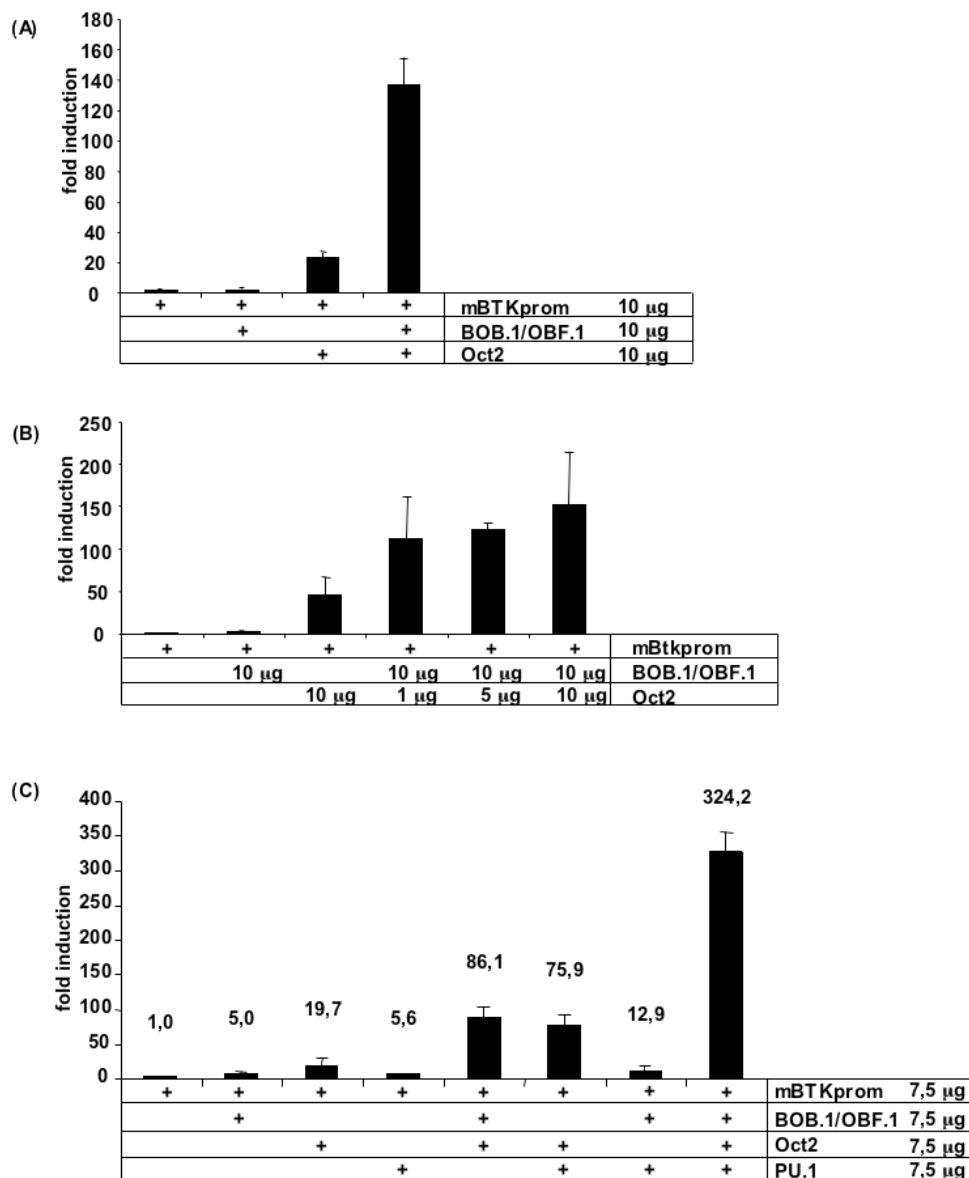 (A)
180
160
140
120
100
80
60
40
20
0
fold induction
+ + + + mBTKprom 10 µg
+ + BOB.1/OBF.1 10 µg
+ + Oct2 10 µg
(B)
250
200
150
100
50
0
fold induction
+ + + + + + mBtkprom
10 µg 10 µg 10 µg 10 µg BOB.1/OBF.1
10 µg 1 µg 5 µg 10 µg Oct2
(C)
400
350
300
250
200
150
100
50
0
fold induction
1,0 5,0 19,7 5,6 86,1 75,9 12,9 324,2
+ + + + + + + + mBTKprom 7,5 µg
+ + + + BOB.1/OBF.1 7,5 µg
+ + + + Oct2 7,5 µg
+ + + + PU.1 7,5 µg